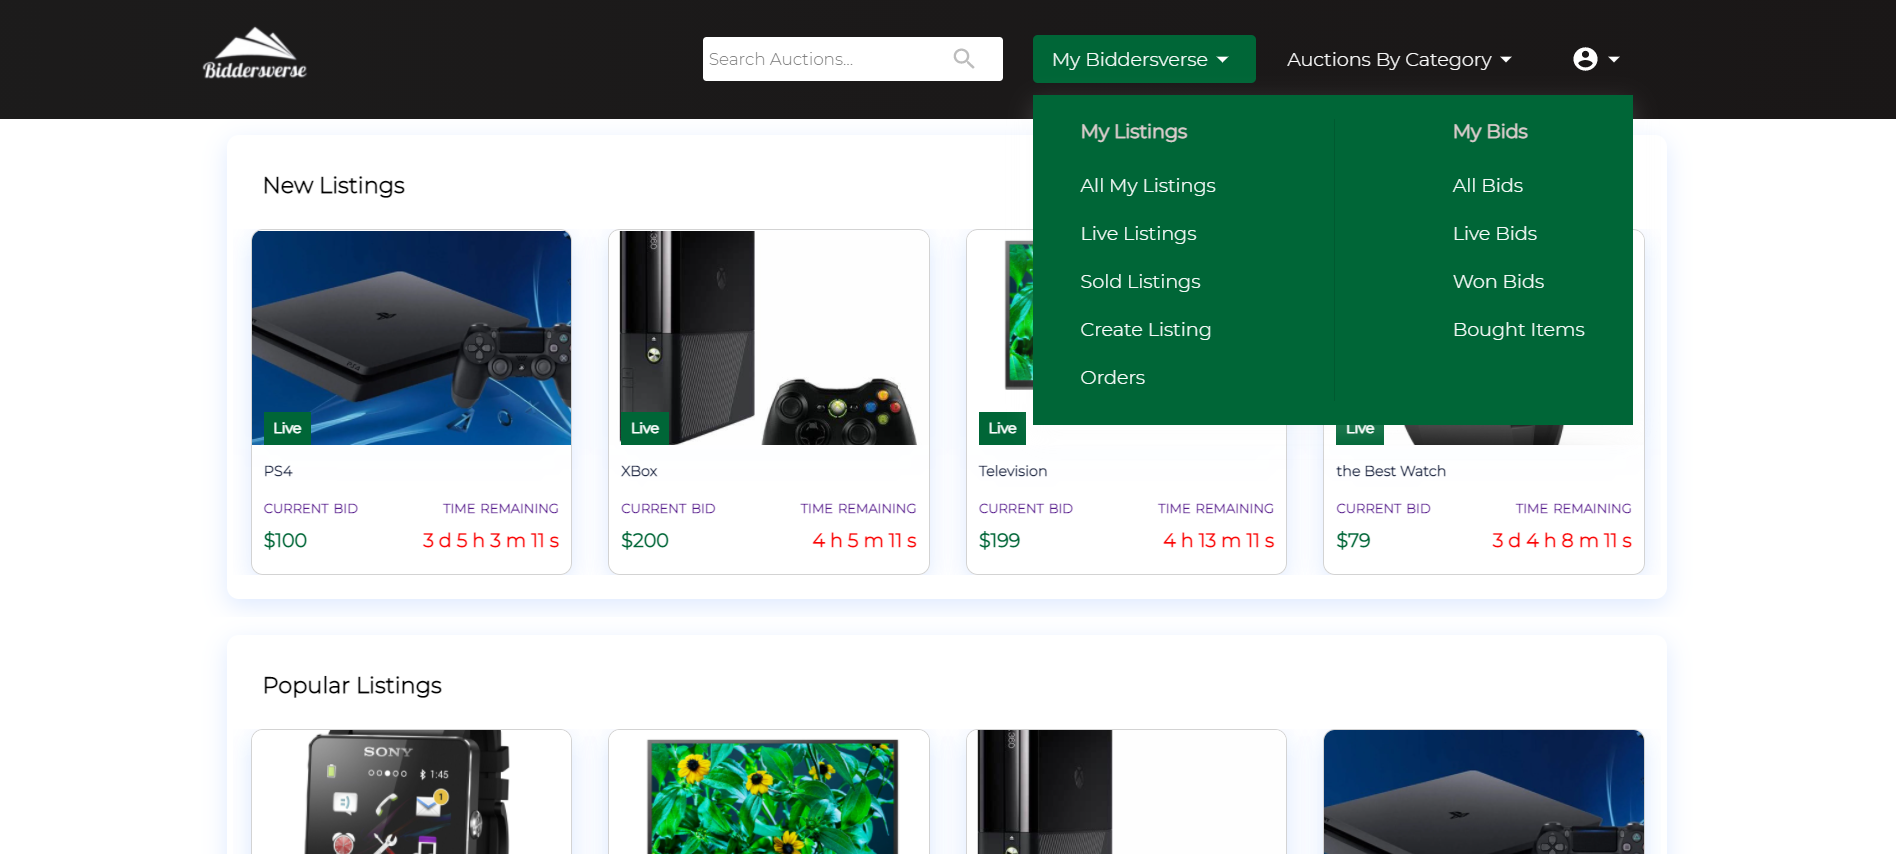 Biddersverse
Search Auctions...
My Biddersverse
Auctions By Category
My Listings
All My Listings
Live Listings
Sold Listings
Create Listing
Orders
My Bids
All Bids
Live Bids
Won Bids
Bought Items
New Listings
PS4
Live
PS4
CURRENT BID TIME REMAINING
$100 3 d 5 h 3 m 11 s
360
Live
XBox
CURRENT BID TIME REMAINING
$200 4 h 5 m 11 s
Live
Television
CURRENT BID TIME REMAINING
$199 4 h 13 m 11 s
Live
the Best Watch
CURRENT BID TIME REMAINING
$79 3 d 4 h 8 m 11 s
Popular Listings
SONY
1:45
1
360